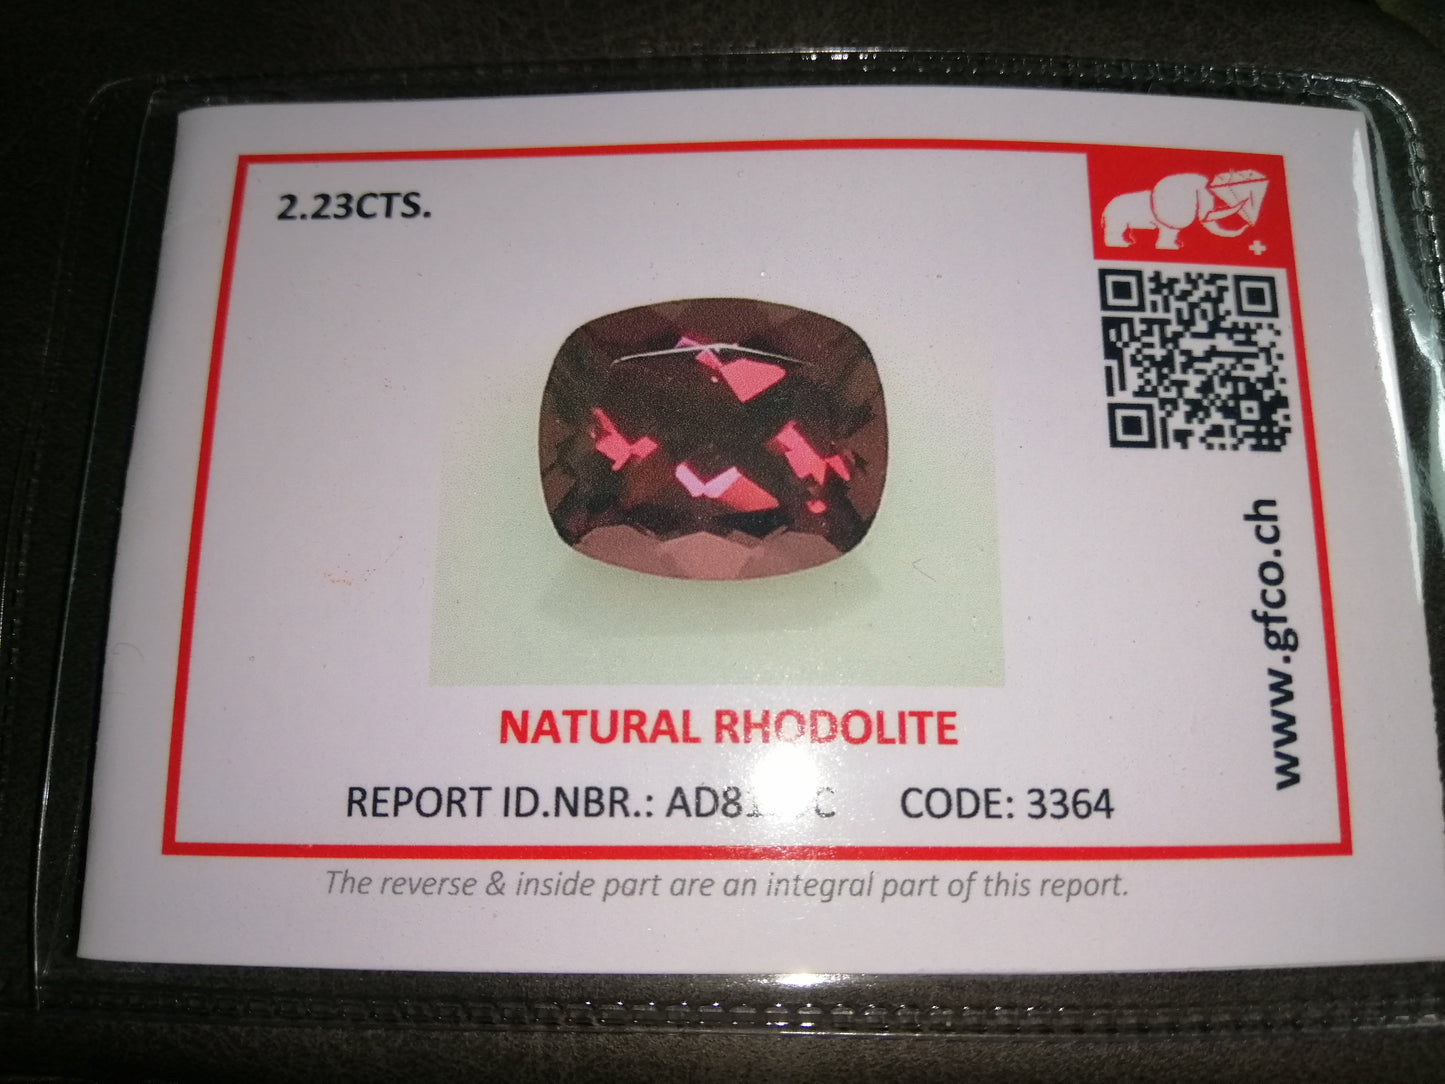 2.23CTS.
www.gfco.ch
NATURAL RHODOLITE
REPORT ID.NBR.: CODE: 3364
The reverse & inside part are an integral part of this report.